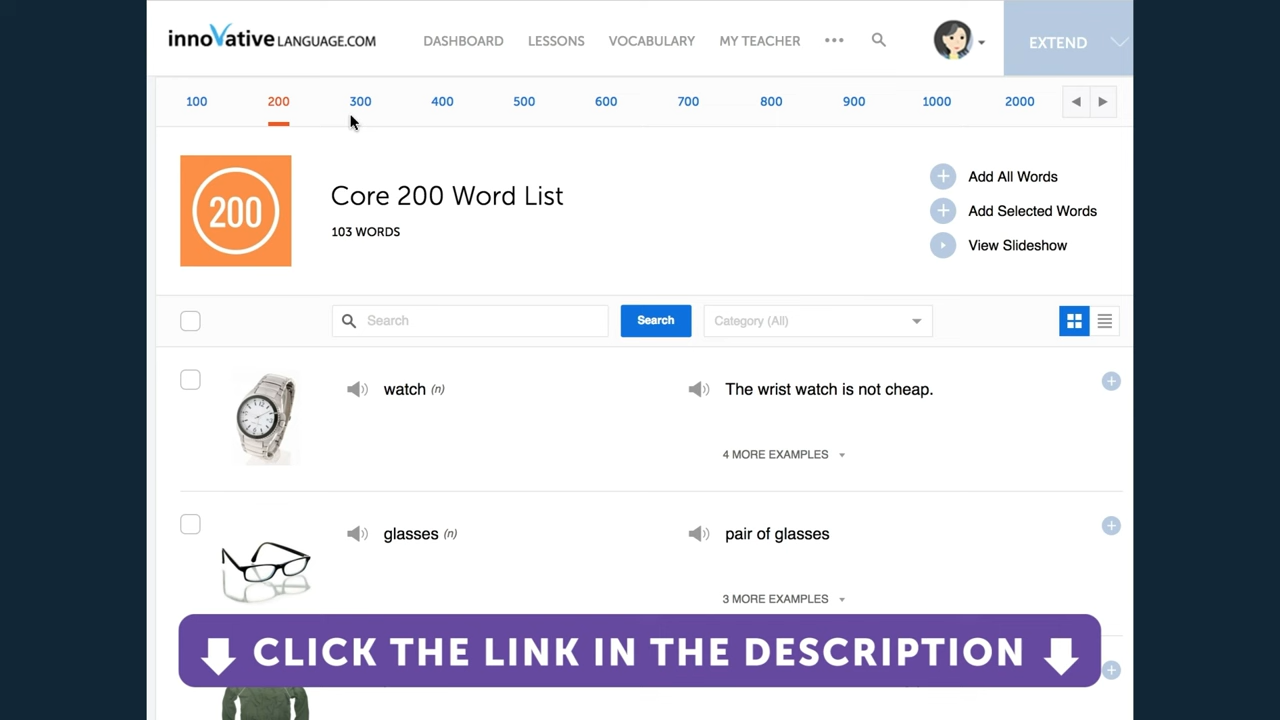 innoVative LANGUAGE.COM DASHBOARD LESSONS VOCABULARY MY TEACHER EXTEND
100 200 300 400 500 600 700 800 900 1000 2000
200
Core 200 Word List
103 WORDS
Add All Words
Add Selected Words
View Slideshow
Search Search Category (All)
watch (n) The wrist watch is not cheap.
4 MORE EXAMPLES
glasses (n) pair of glasses
3 MORE EXAMPLES
CLICK THE LINK IN THE DESCRIPTION